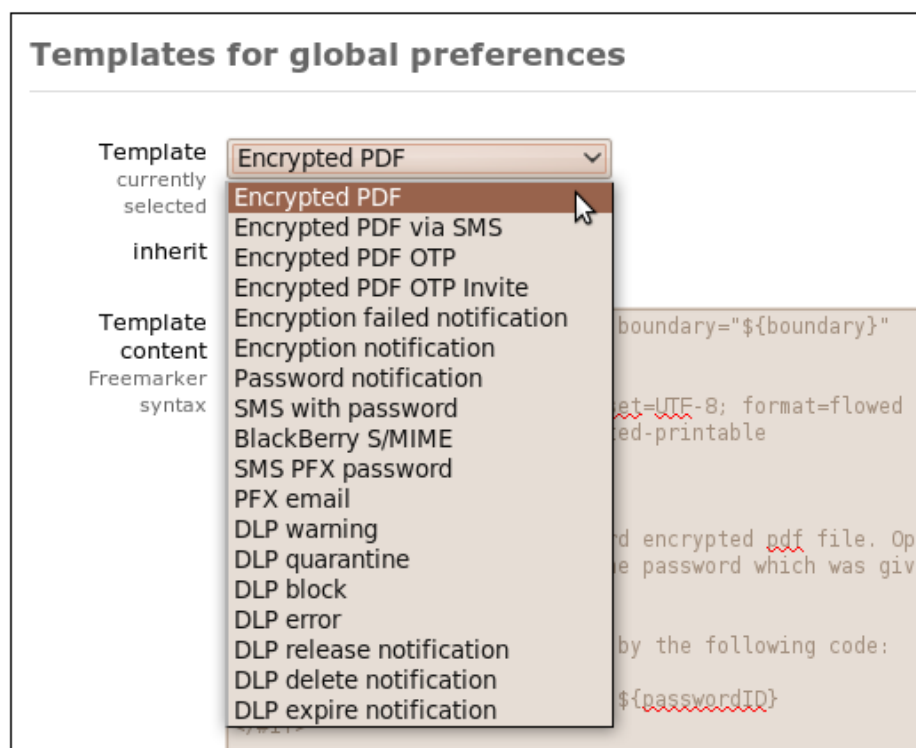 Templates for global preferences
Template
currently
selected
Encrypted PDF
Encrypted PDF
Encrypted PDF via SMS
Encrypted PDF OTP
Encrypted PDF OTP Invite
Encryption failed notification
Encryption notification
Password notification
SMS with password
BlackBerry S/MIME
SMS PFX password
PFX email
DLP warning
DLP quarantine
DLP block
DLP error
DLP release notification
DLP delete notification
DLP expire notification
inherit
Template
content
Freemarker
syntax
boundary="${boundary}"
set=UTF-8; format=flowed
ted-printable
rd encrypted pdf file. Op
e password which was giv
by the following code:
${passwordID}